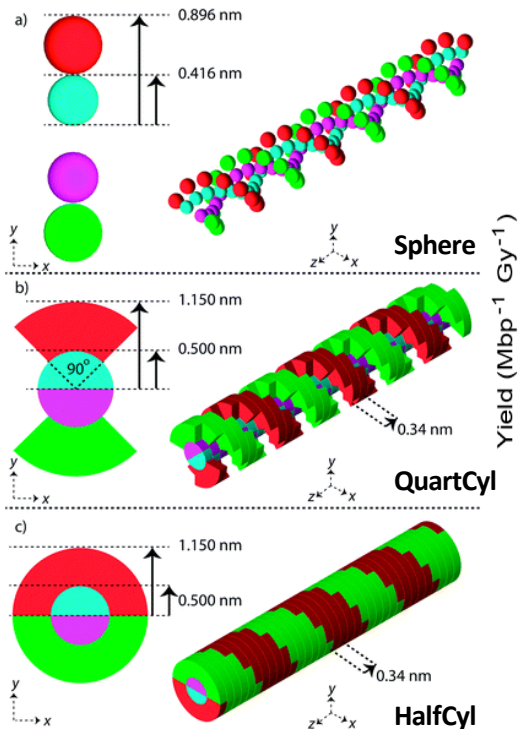 a)
0.896 nm
0.416 nm
y
x
y
z x
Sphere
b)
1.150 nm
0.500 nm
90°
0.34 nm
y
x
y
z x
QuartCyl
c)
1.150 nm
0.500 nm
0.34 nm
y
x
y
z x
HalfCyl
Yield (Mbp⁻¹ Gy⁻¹)